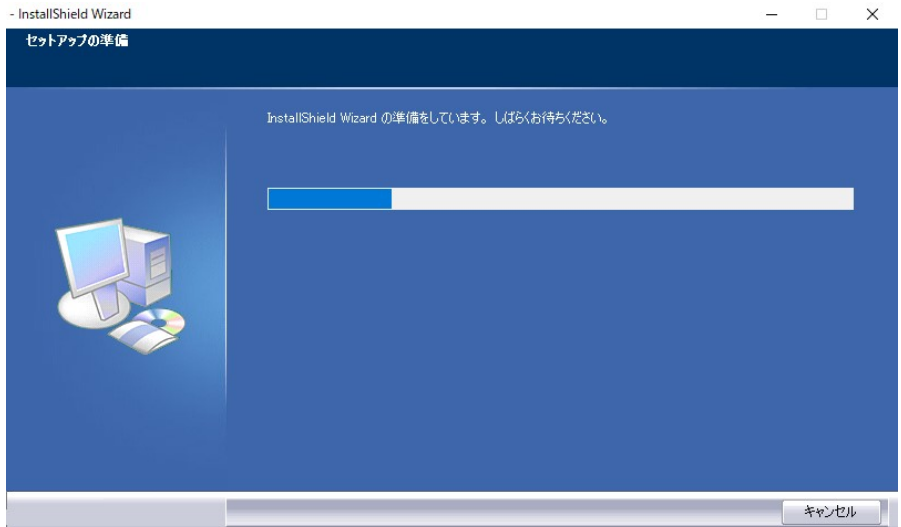 - InstallShield Wizard
セットアップの準備
InstallShield Wizard の準備をしています。しばらくお待ちください。
キャンセル